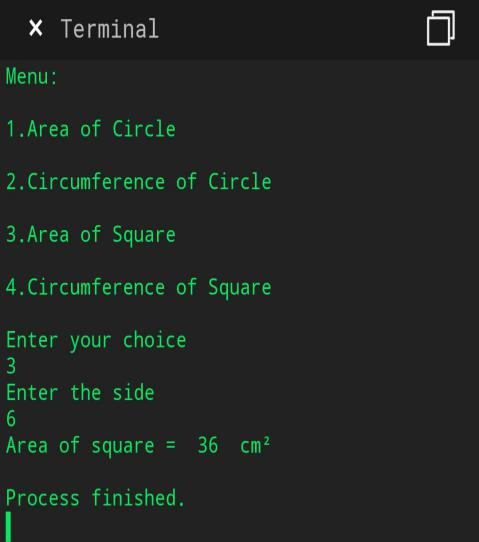 Terminal
Menu:
1.Area of Circle
2.Circumference of Circle
3.Area of Square
4.Circumference of Square
Enter your choice
3
Enter the side
6
Area of square =  36  cm²
Process finished.